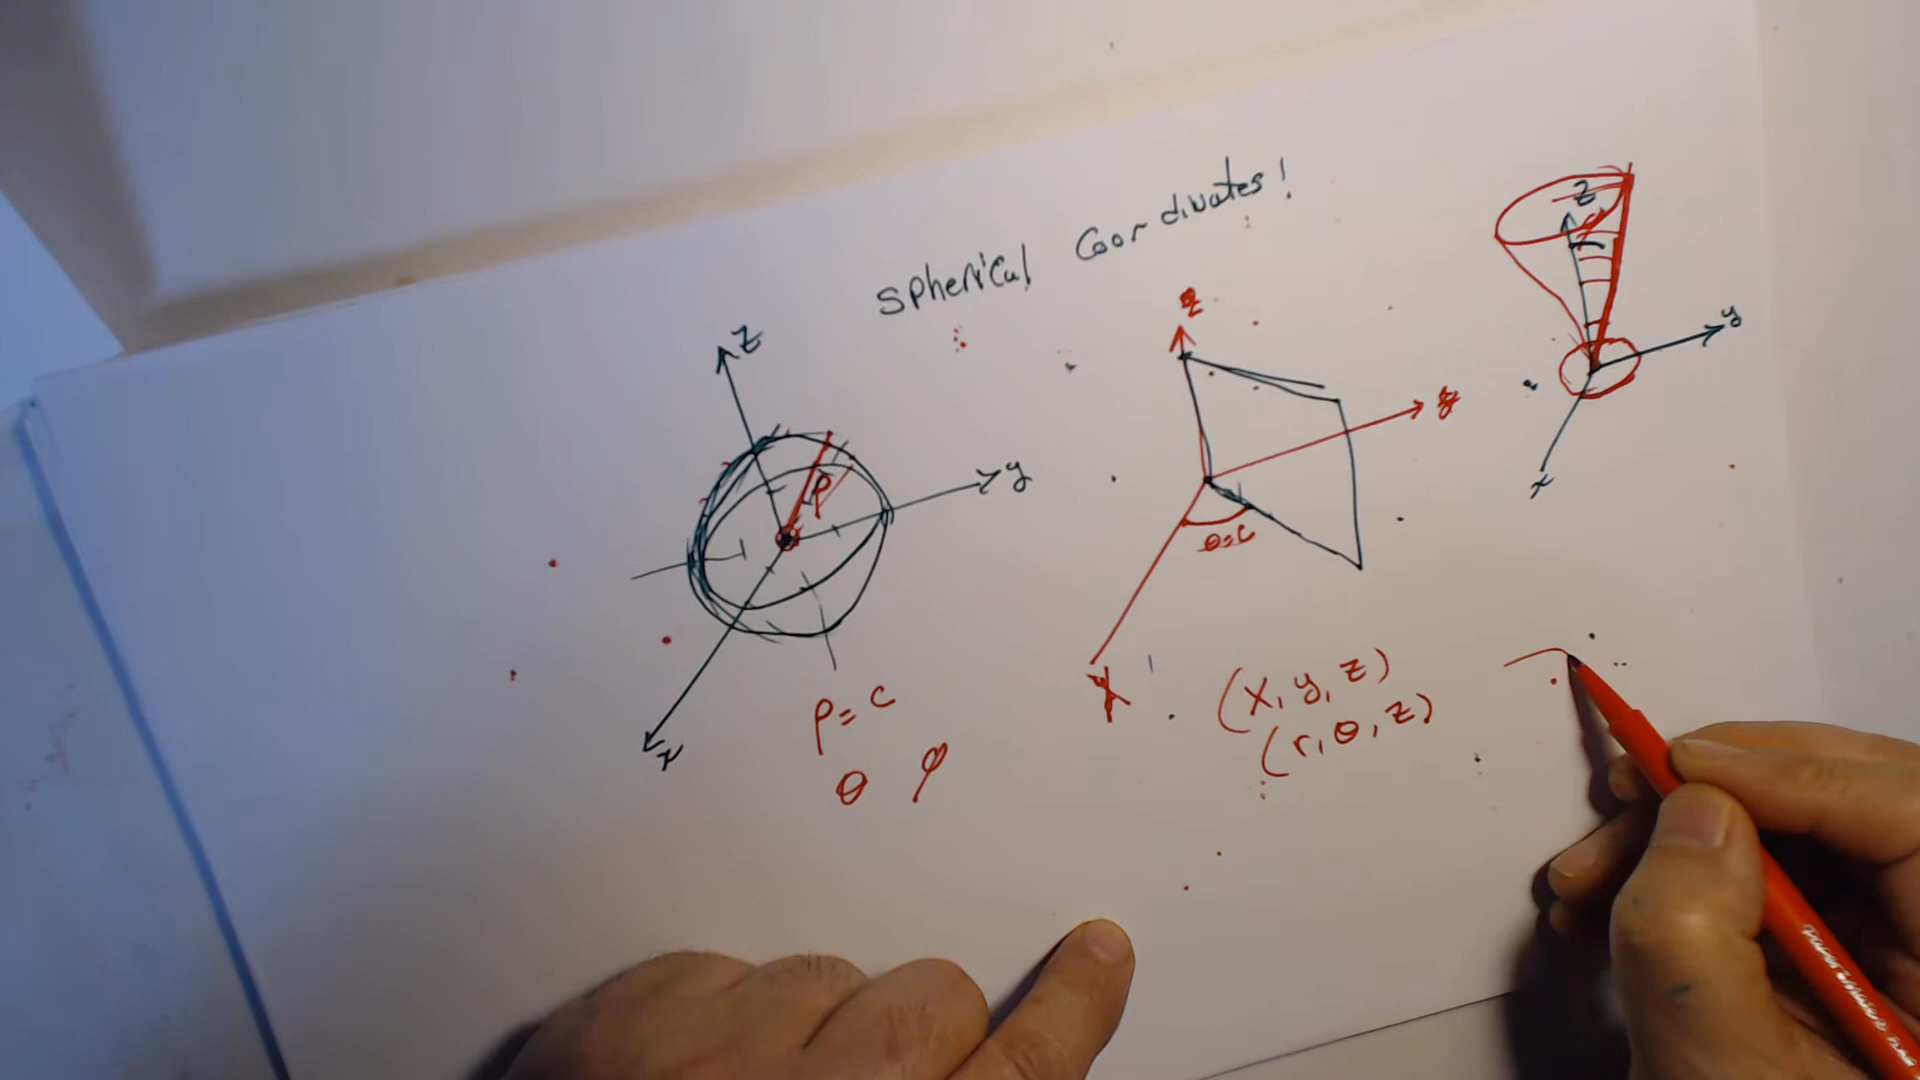 Spherical Coordinates!
z
y
x
ρ
ρ = c
θ φ
z
y
x
θ=c
(x, y, z)
(r, θ, z)
z
y
x